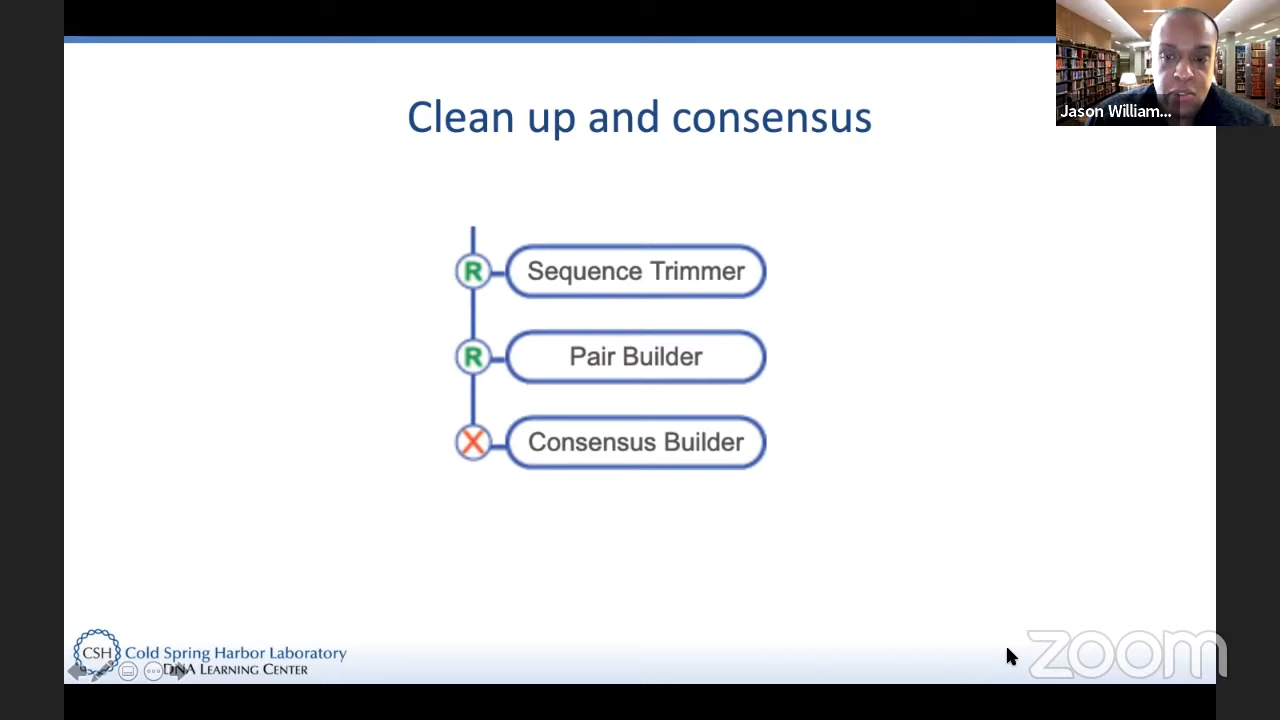 Jason William...
Clean up and consensus
R Sequence Trimmer
R Pair Builder
X Consensus Builder
CSH Cold Spring Harbor Laboratory
DNA LEARNING CENTER
zoom